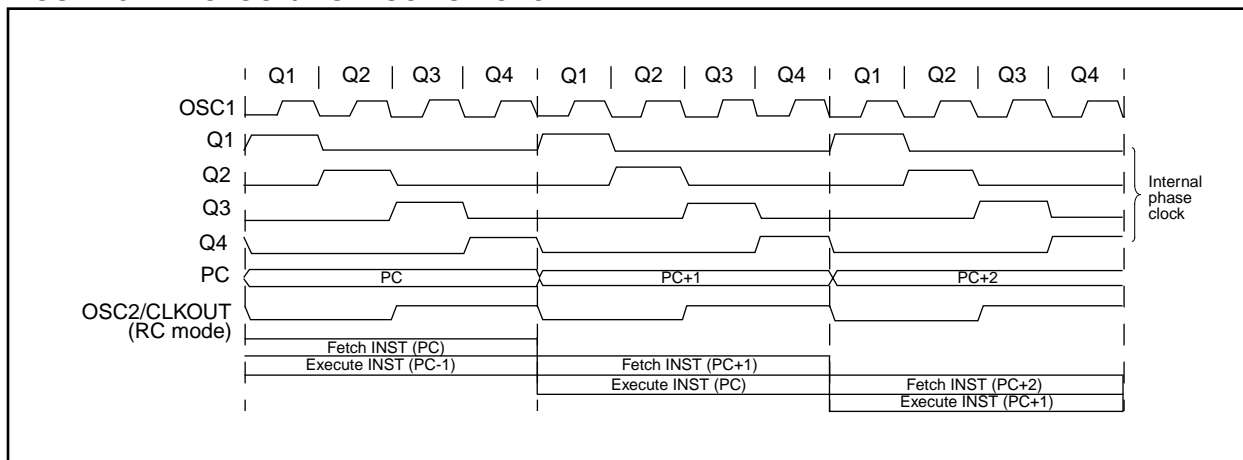 Q1 Q2 Q3 Q4 Q1 Q2 Q3 Q4 Q1 Q2 Q3 Q4
OSC1
Q1
Q2
Q3
Q4
PC
PC PC+1 PC+2
OSC2/CLKOUT
(RC mode)
Internal
phase
clock
Fetch INST (PC)
Execute INST (PC-1) Fetch INST (PC+1)
Execute INST (PC) Fetch INST (PC+2)
Execute INST (PC+1)